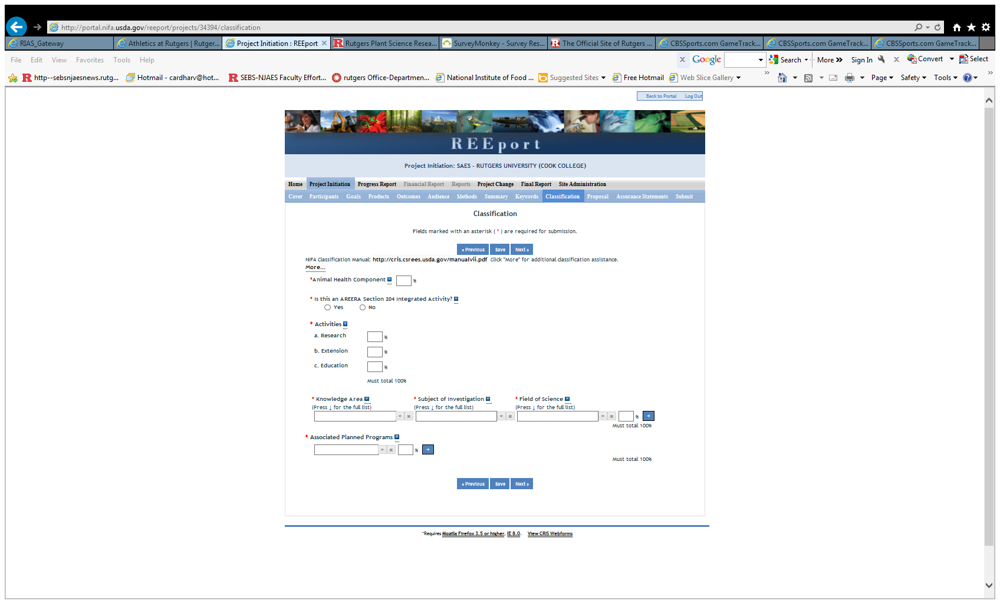 http://portal.nifa.usda.gov/reeport/projects/34394/classification
RIAS_Gateway
Athletics at Rutgers | Rutger...
Project Initiation : REEport
Rutgers Plant Science Resea...
SurveyMonkey - Survey Res...
The Official Site of Rutgers ...
CBSSports.com GameTrack...
CBSSports.com GameTrack...
CBSSports.com GameTrack...
File Edit View Favorites Tools Help
x Google Search More » Sign In x Convert Select
http--sebsnjaesnews.rutg... Hotmail - cardharv@hot... SEBS-NJAES Faculty Effort... rutgers Office-Departmen... National Institute of Food ... Suggested Sites Free Hotmail Web Slice Gallery » Page Safety Tools »
Back to Portal Log Out
REEport
Project Initiation: SAES - RUTGERS UNIVERSITY (COOK COLLEGE)
Home Project Initiation Progress Report Financial Report Reports Project Change Final Report Site Administration
Cover Participants Goals Products Outcomes Audience Methods Summary Keywords Classification Proposal Assurance Statements Submit
Classification
Fields marked with an asterisk ( * ) are required for submission.
« Previous Save Next »
NIFA Classification Manual: http://cris.csrees.usda.gov/manualvii.pdf Click "More" for additional classification assistance.
More...
*Animal Health Component %
* Is this an AREERA Section 204 Integrated Activity?
Yes No
* Activities
a. Research %
b. Extension %
c. Education %
Must total 100%
* Knowledge Area * Subject of Investigation * Field of Science
(Press ↓ for the full list) (Press ↓ for the full list) (Press ↓ for the full list)
% +
Must total 100%
* Associated Planned Programs
% +
Must total 100%
« Previous Save Next »
*Requires Mozilla Firefox 3.5 or higher, IE 8.0. View CRIS Webforms